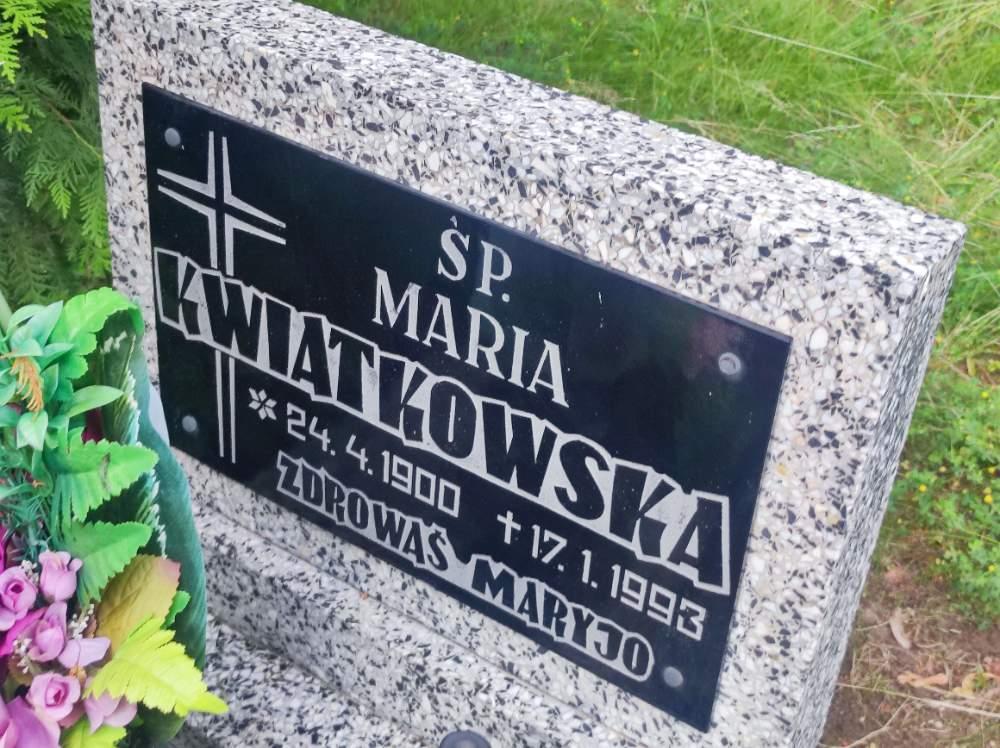 ŚP.
MARIA
KWIATKOWSKA
* 24. 4. 1900 † 17. 1. 1993
ZDROWAŚ MARYJO